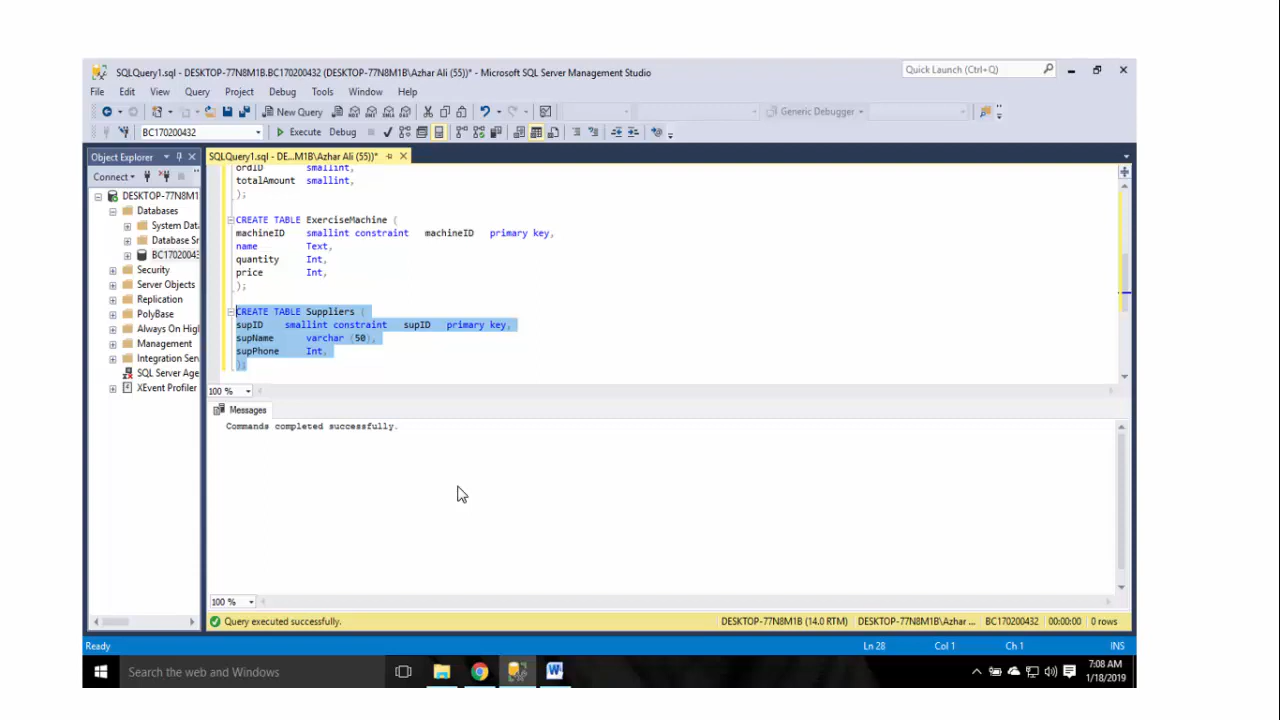 SQLQuery1.sql - DESKTOP-77N8M1B.BC170200432 (DESKTOP-77N8M1B\Azhar Ali (55))* - Microsoft SQL Server Management Studio
Quick Launch (Ctrl+Q)
File Edit View Query Project Debug Tools Window Help
New Query
Generic Debugger
BC170200432
Execute Debug
Object Explorer
SQLQuery1.sql - DE...M1B\Azhar Ali (55))*
Connect
DESKTOP-77N8M1
Databases
System Dat
Database Sr
BC17020043
Security
Server Objects
Replication
PolyBase
Always On Higl
Management
Integration Serv
SQL Server Age
XEvent Profiler
ordID smallint,
totalAmount smallint,
);
CREATE TABLE ExerciseMachine (
machineID smallint constraint machineID primary key,
name Text,
quantity Int,
price Int,
);
CREATE TABLE Suppliers (
supID smallint constraint supID primary key,
supName varchar (50),
supPhone Int,
);
100 %
Messages
Commands completed successfully.
100 %
Query executed successfully.
DESKTOP-77N8M1B (14.0 RTM) DESKTOP-77N8M1B\Azhar ... BC170200432 00:00:00 0 rows
Ready
Ln 28 Col 1 Ch 1 INS
Search the web and Windows
7:08 AM
1/18/2019